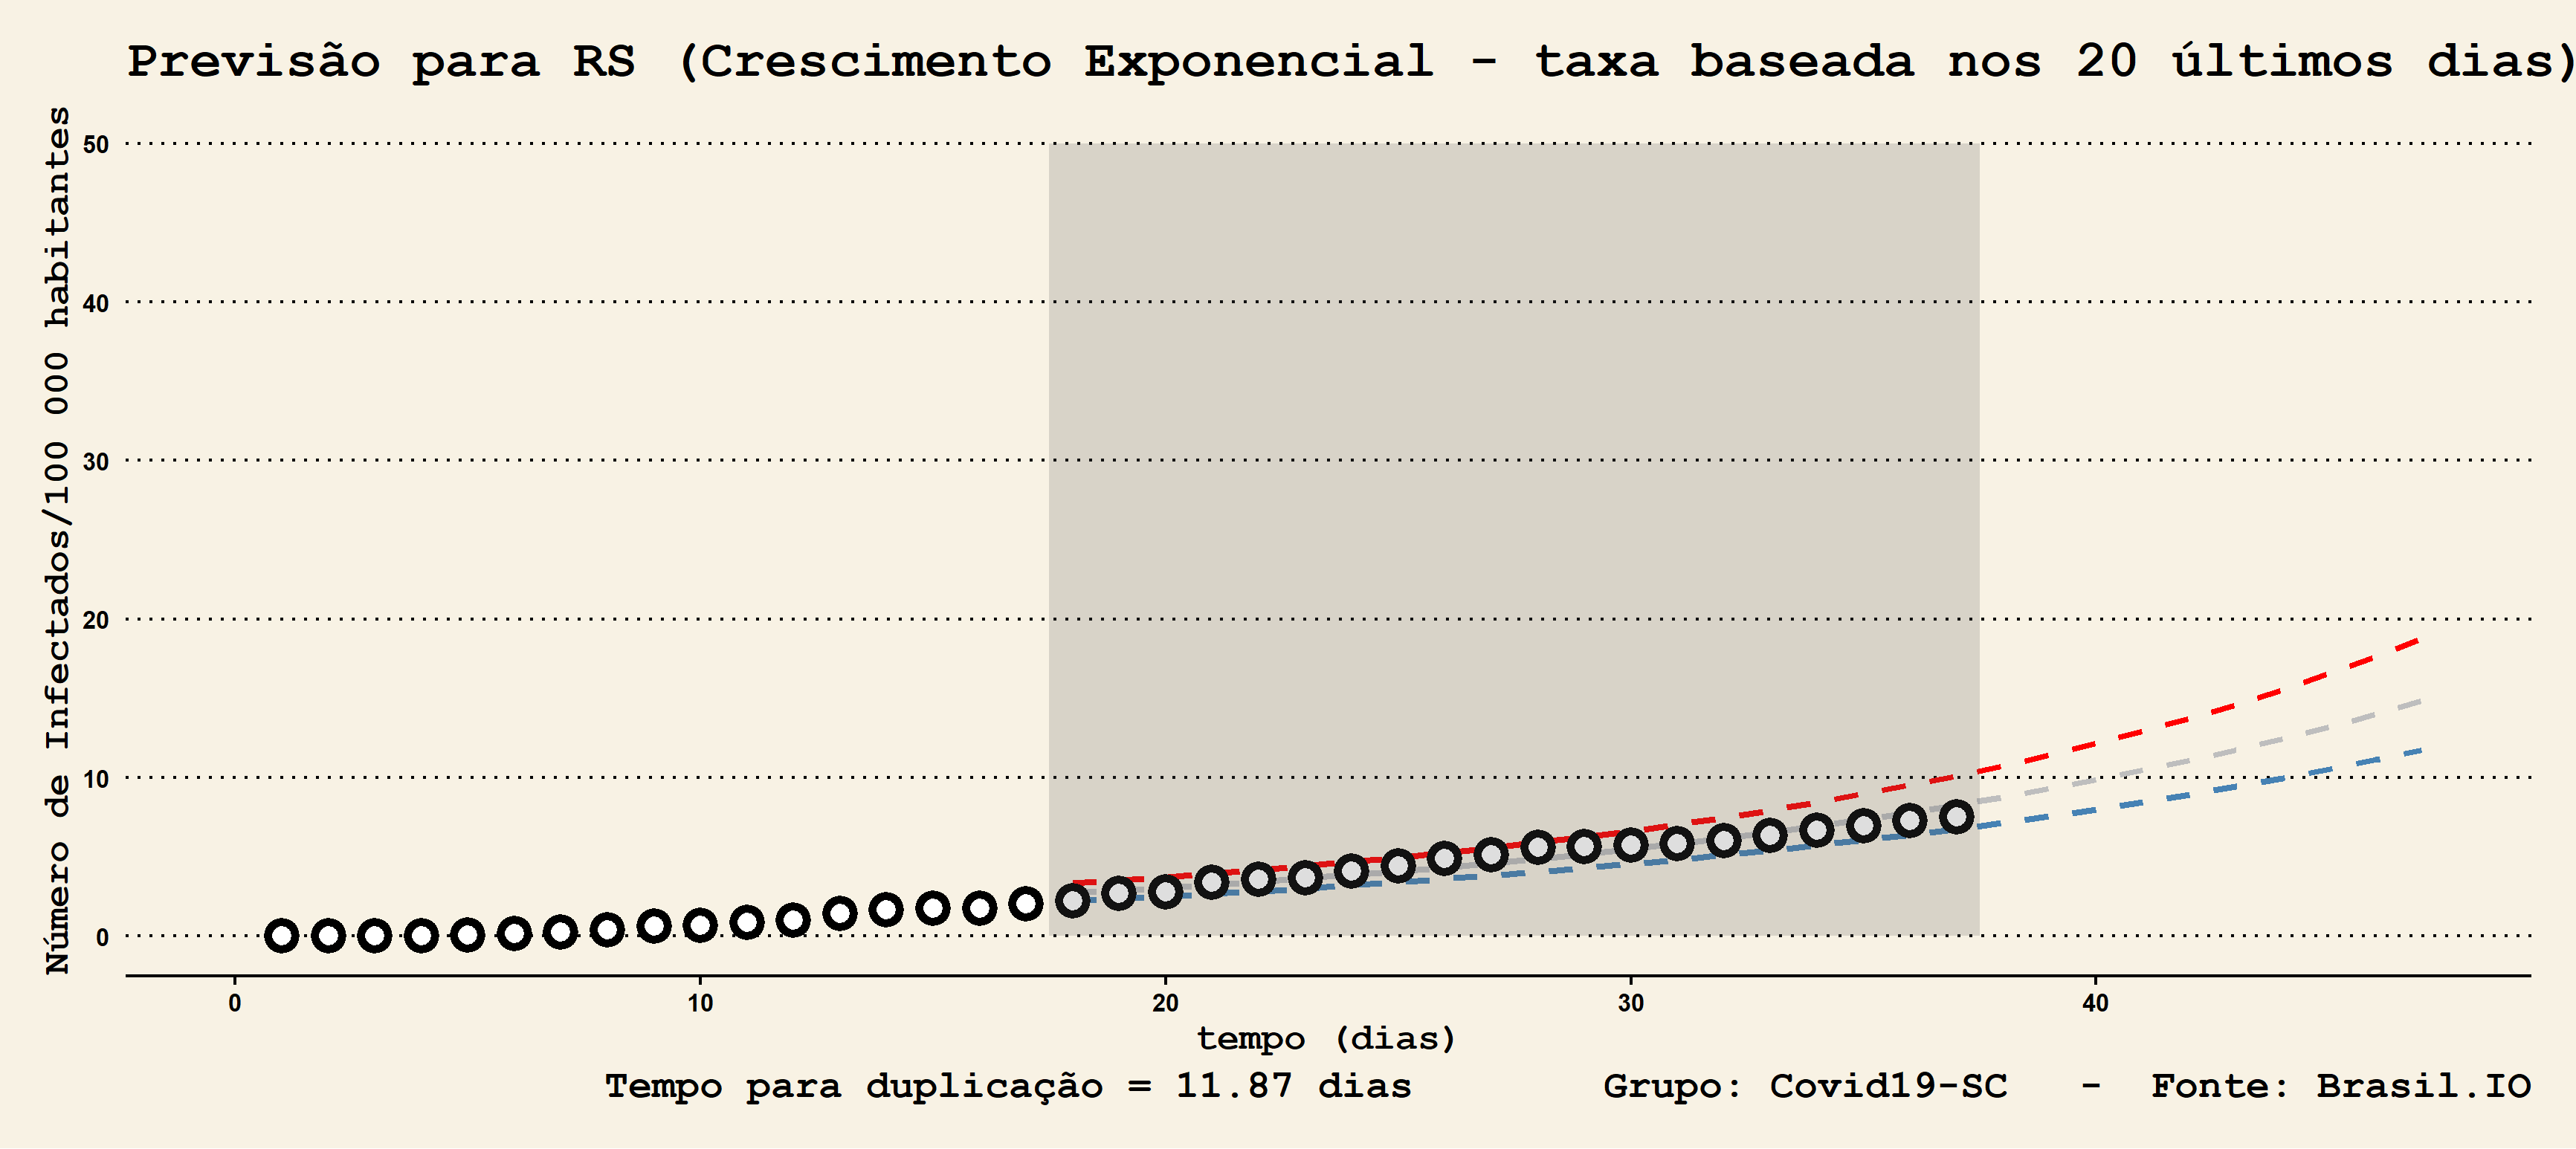 Previsão para RS (Crescimento Exponencial - taxa baseada nos 20 últimos dias)
Número de Infectados/100 000 habitantes
50
40
30
20
10
0
0 10 20 30 40
tempo (dias)
Tempo para duplicação = 11.87 dias Grupo: Covid19-SC - Fonte: Brasil.IO